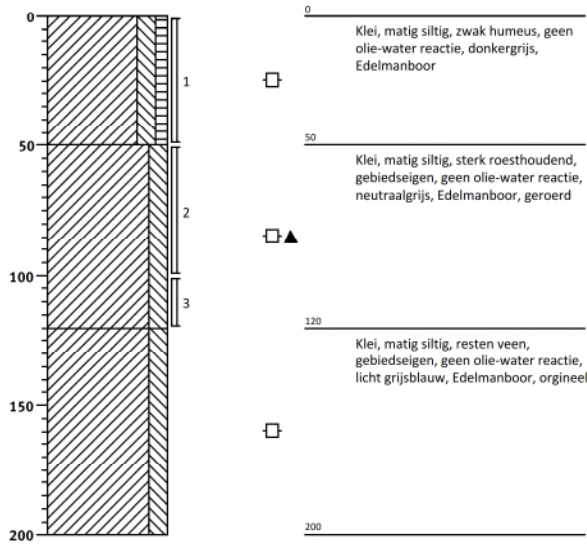 0
50
100
150
200
1
2
3
0
Klei, matig siltig, zwak humeus, geen
olie-water reactie, donkergrijs,
Edelmanboor
50
Klei, matig siltig, sterk roesthoudend,
gebiedseigen, geen olie-water reactie,
neutraalgrijs, Edelmanboor, geroerd
120
Klei, matig siltig, resten veen,
gebiedseigen, geen olie-water reactie,
licht grijsblauw, Edelmanboor, orgineel
200